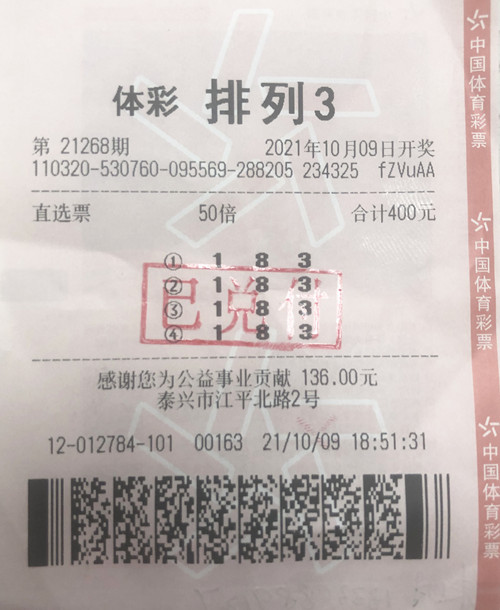 体彩 排列3
第 21268期 2021年10月09日开奖
110320-530760-095569-288205 234325 fZVuAA
直选票 50倍 合计400元
① 1 8 3
② 1 8 3
③ 1 8 3
④ 1 8 3
已兑付
感谢您为公益事业贡献 136.00元
泰兴市江平北路2号
12-012784-101 00163 21/10/09 18:51:31
中国体育彩票
中国体育彩票
中国体育彩票